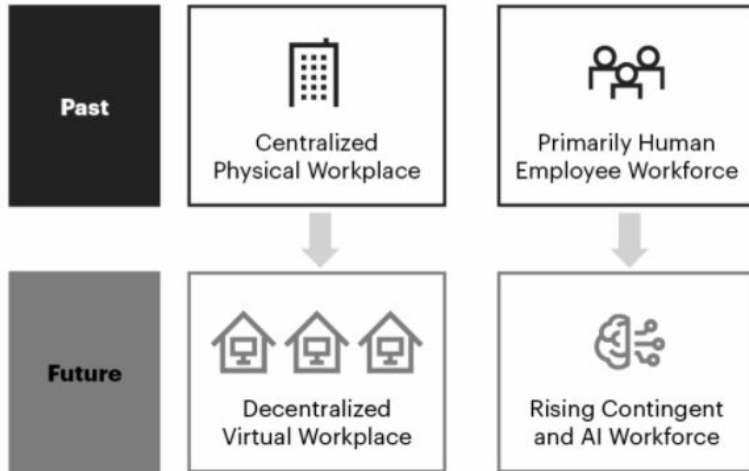 Past
Centralized
Physical Workplace
Primarily Human
Employee Workforce
Future
Decentralized
Virtual Workplace
Rising Contingent
and AI Workforce